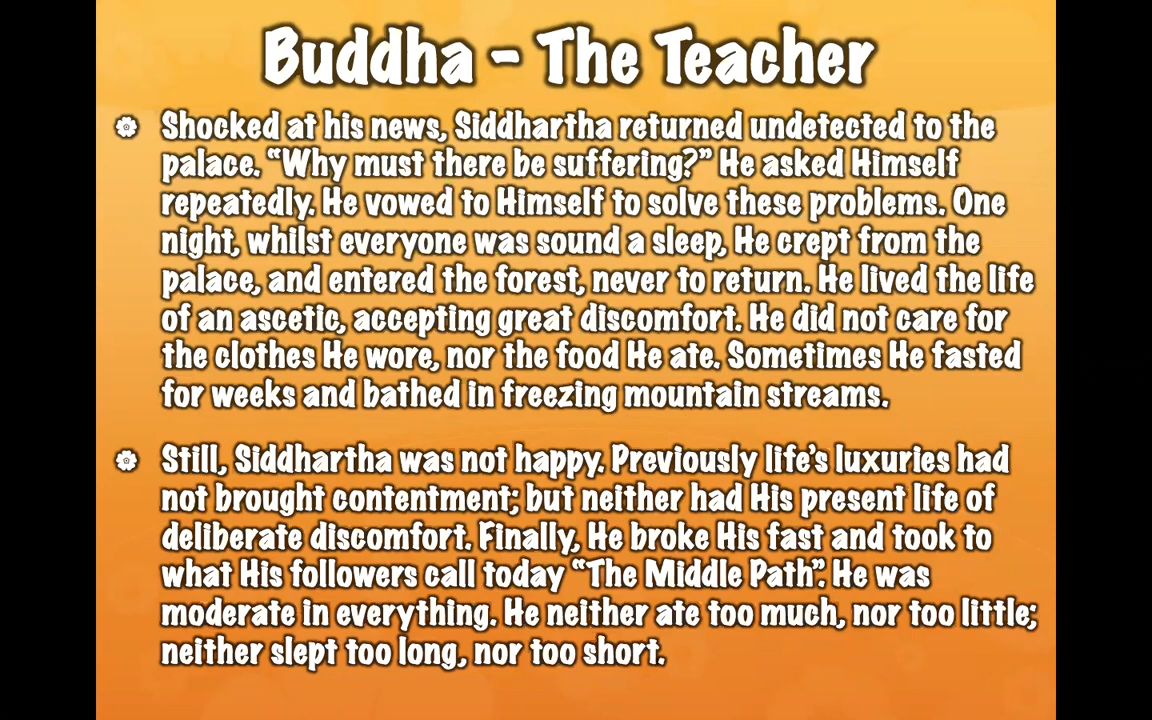 Buddha - The Teacher
Shocked at his news, Siddhartha returned undetected to the
palace. "Why must there be suffering?" He asked Himself
repeatedly. He vowed to Himself to solve these problems. One
night, whilst everyone was sound a sleep, He crept from the
palace, and entered the forest, never to return. He lived the life
of an ascetic, accepting great discomfort. He did not care for
the clothes He wore, nor the food He ate. Sometimes He fasted
for weeks and bathed in freezing mountain streams.
Still, Siddhartha was not happy. Previously life's luxuries had
not brought contentment; but neither had His present life of
deliberate discomfort. Finally, He broke His fast and took to
what His followers call today "The Middle Path". He was
moderate in everything. He neither ate too much, nor too little;
neither slept too long, nor too short.